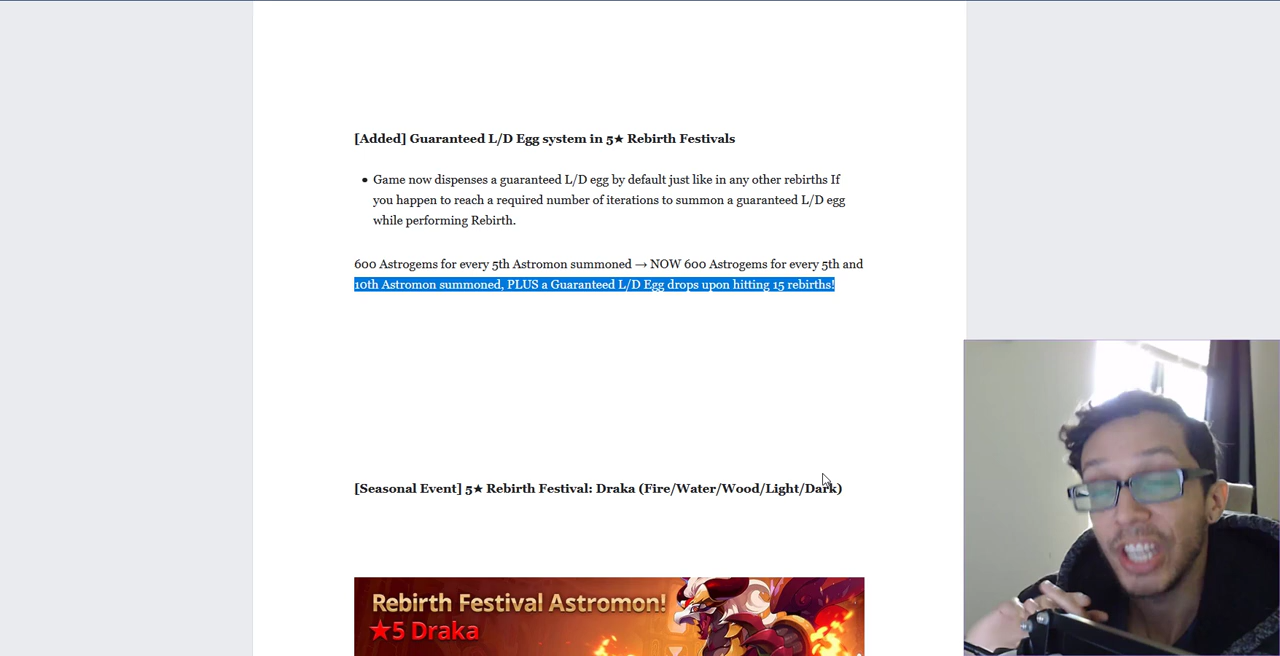 [Added] Guaranteed L/D Egg system in 5★ Rebirth Festivals
• Game now dispenses a guaranteed L/D egg by default just like in any other rebirths If
you happen to reach a required number of iterations to summon a guaranteed L/D egg
while performing Rebirth.
600 Astrogems for every 5th Astromon summoned → NOW 600 Astrogems for every 5th and
10th Astromon summoned, PLUS a Guaranteed L/D Egg drops upon hitting 15 rebirths!
[Seasonal Event] 5★ Rebirth Festival: Draka (Fire/Water/Wood/Light/Dark)
Rebirth Festival Astromon!
★5 Draka